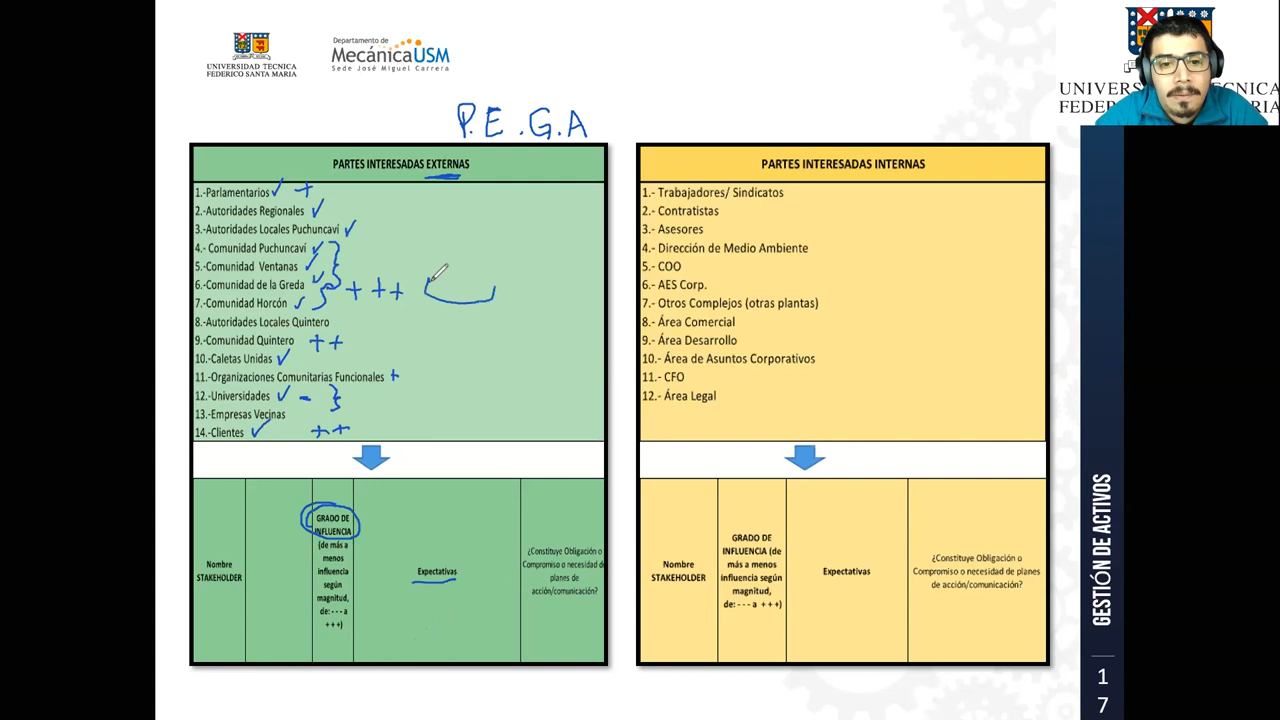 UNIVERSIDAD TECNICA
FEDERICO SANTA MARIA
Departamento de
MecánicaUSM
Sede José Miguel Carrera
UNIVERS
FEDER
RIA
P.E.G.A
PARTES INTERESADAS EXTERNAS
1.-Parlamentarios ✓ +
2.-Autoridades Regionales ✓
3.-Autoridades Locales Puchuncaví ✓
4.- Comunidad Puchuncaví ✓
5.-Comunidad Ventanas ✓
6.-Comunidad de la Greda ✓
+ + +
7.-Comunidad Horcón ✓
8.-Autoridades Locales Quintero
9.-Comunidad Quintero + +
10.-Caletas Unidas ✓
11.-Organizaciones Comunitarias Funcionales +
12.-Universidades ✓ -
13.-Empresas Vecinas
14.-Clientes ✓ + +
Nombre
STAKEHOLDER
GRADO DE
INFLUENCIA
(de más a
menos
influencia
según
magnitud,
de: - - - a
+ + +)
Expectativas
¿Constituye Obligación o
Compromiso o necesidad de
planes de
acción/comunicación?
PARTES INTERESADAS INTERNAS
1.- Trabajadores/ Sindicatos
2.- Contratistas
3.- Asesores
4.- Dirección de Medio Ambiente
5.- COO
6.- AES Corp.
7.- Otros Complejos (otras plantas)
8.- Área Comercial
9.- Área Desarrollo
10.- Área de Asuntos Corporativos
11.- CFO
12.- Área Legal
Nombre
STAKEHOLDER
GRADO DE
INFLUENCIA (de
más a menos
influencia según
magnitud,
de: - - - a + + +)
Expectativas
¿Constituye Obligación o
Compromiso o necesidad de planes
de acción/comunicación?
GESTIÓN DE ACTIVOS
1
7